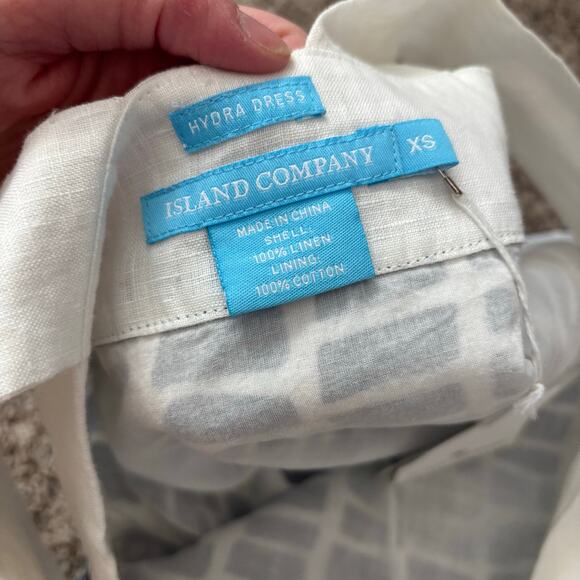 HYDRA DRESS
ISLAND COMPANY
XS
MADE IN CHINA
SHELL:
100% LINEN
LINING:
100% COTTON